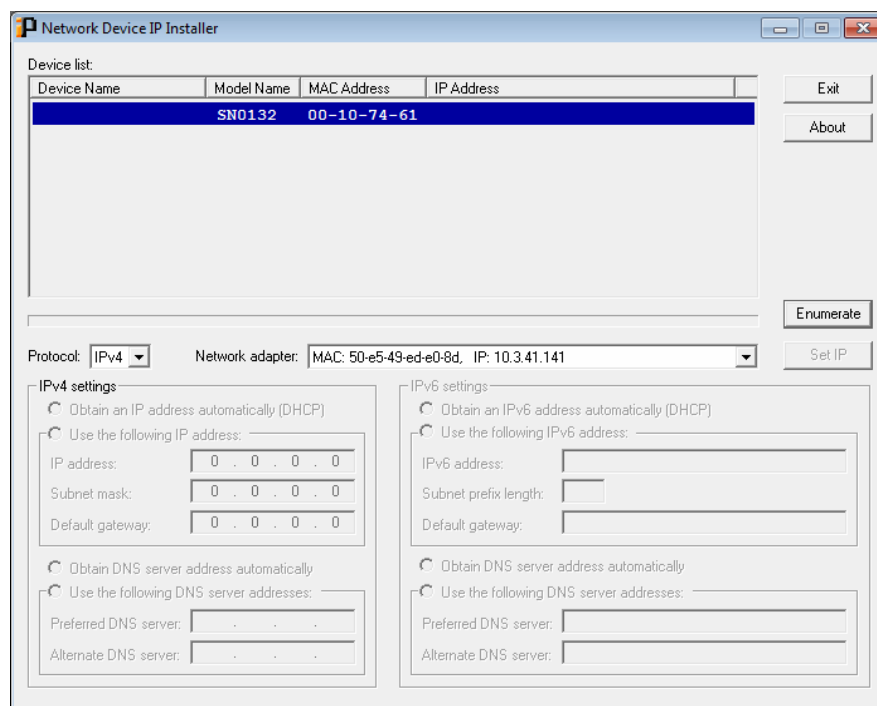 iP Network Device IP Installer
Device list:
Device Name Model Name MAC Address IP Address
SN0132 00-10-74-61
Exit
About
Enumerate
Protocol: IPv4 Network adapter: MAC: 50-e5-49-ed-e0-8d, IP: 10.3.41.141 Set IP
IPv4 settings
Obtain an IP address automatically (DHCP)
Use the following IP address:
IP address: 0 . 0 . 0 . 0
Subnet mask: 0 . 0 . 0 . 0
Default gateway: 0 . 0 . 0 . 0
Obtain DNS server address automatically
Use the following DNS server addresses:
Preferred DNS server: . . .
Alternate DNS server: . . .
IPv6 settings
Obtain an IPv6 address automatically (DHCP)
Use the following IPv6 address:
IPv6 address:
Subnet prefix length:
Default gateway:
Obtain DNS server address automatically
Use the following DNS server addresses:
Preferred DNS server:
Alternate DNS server: